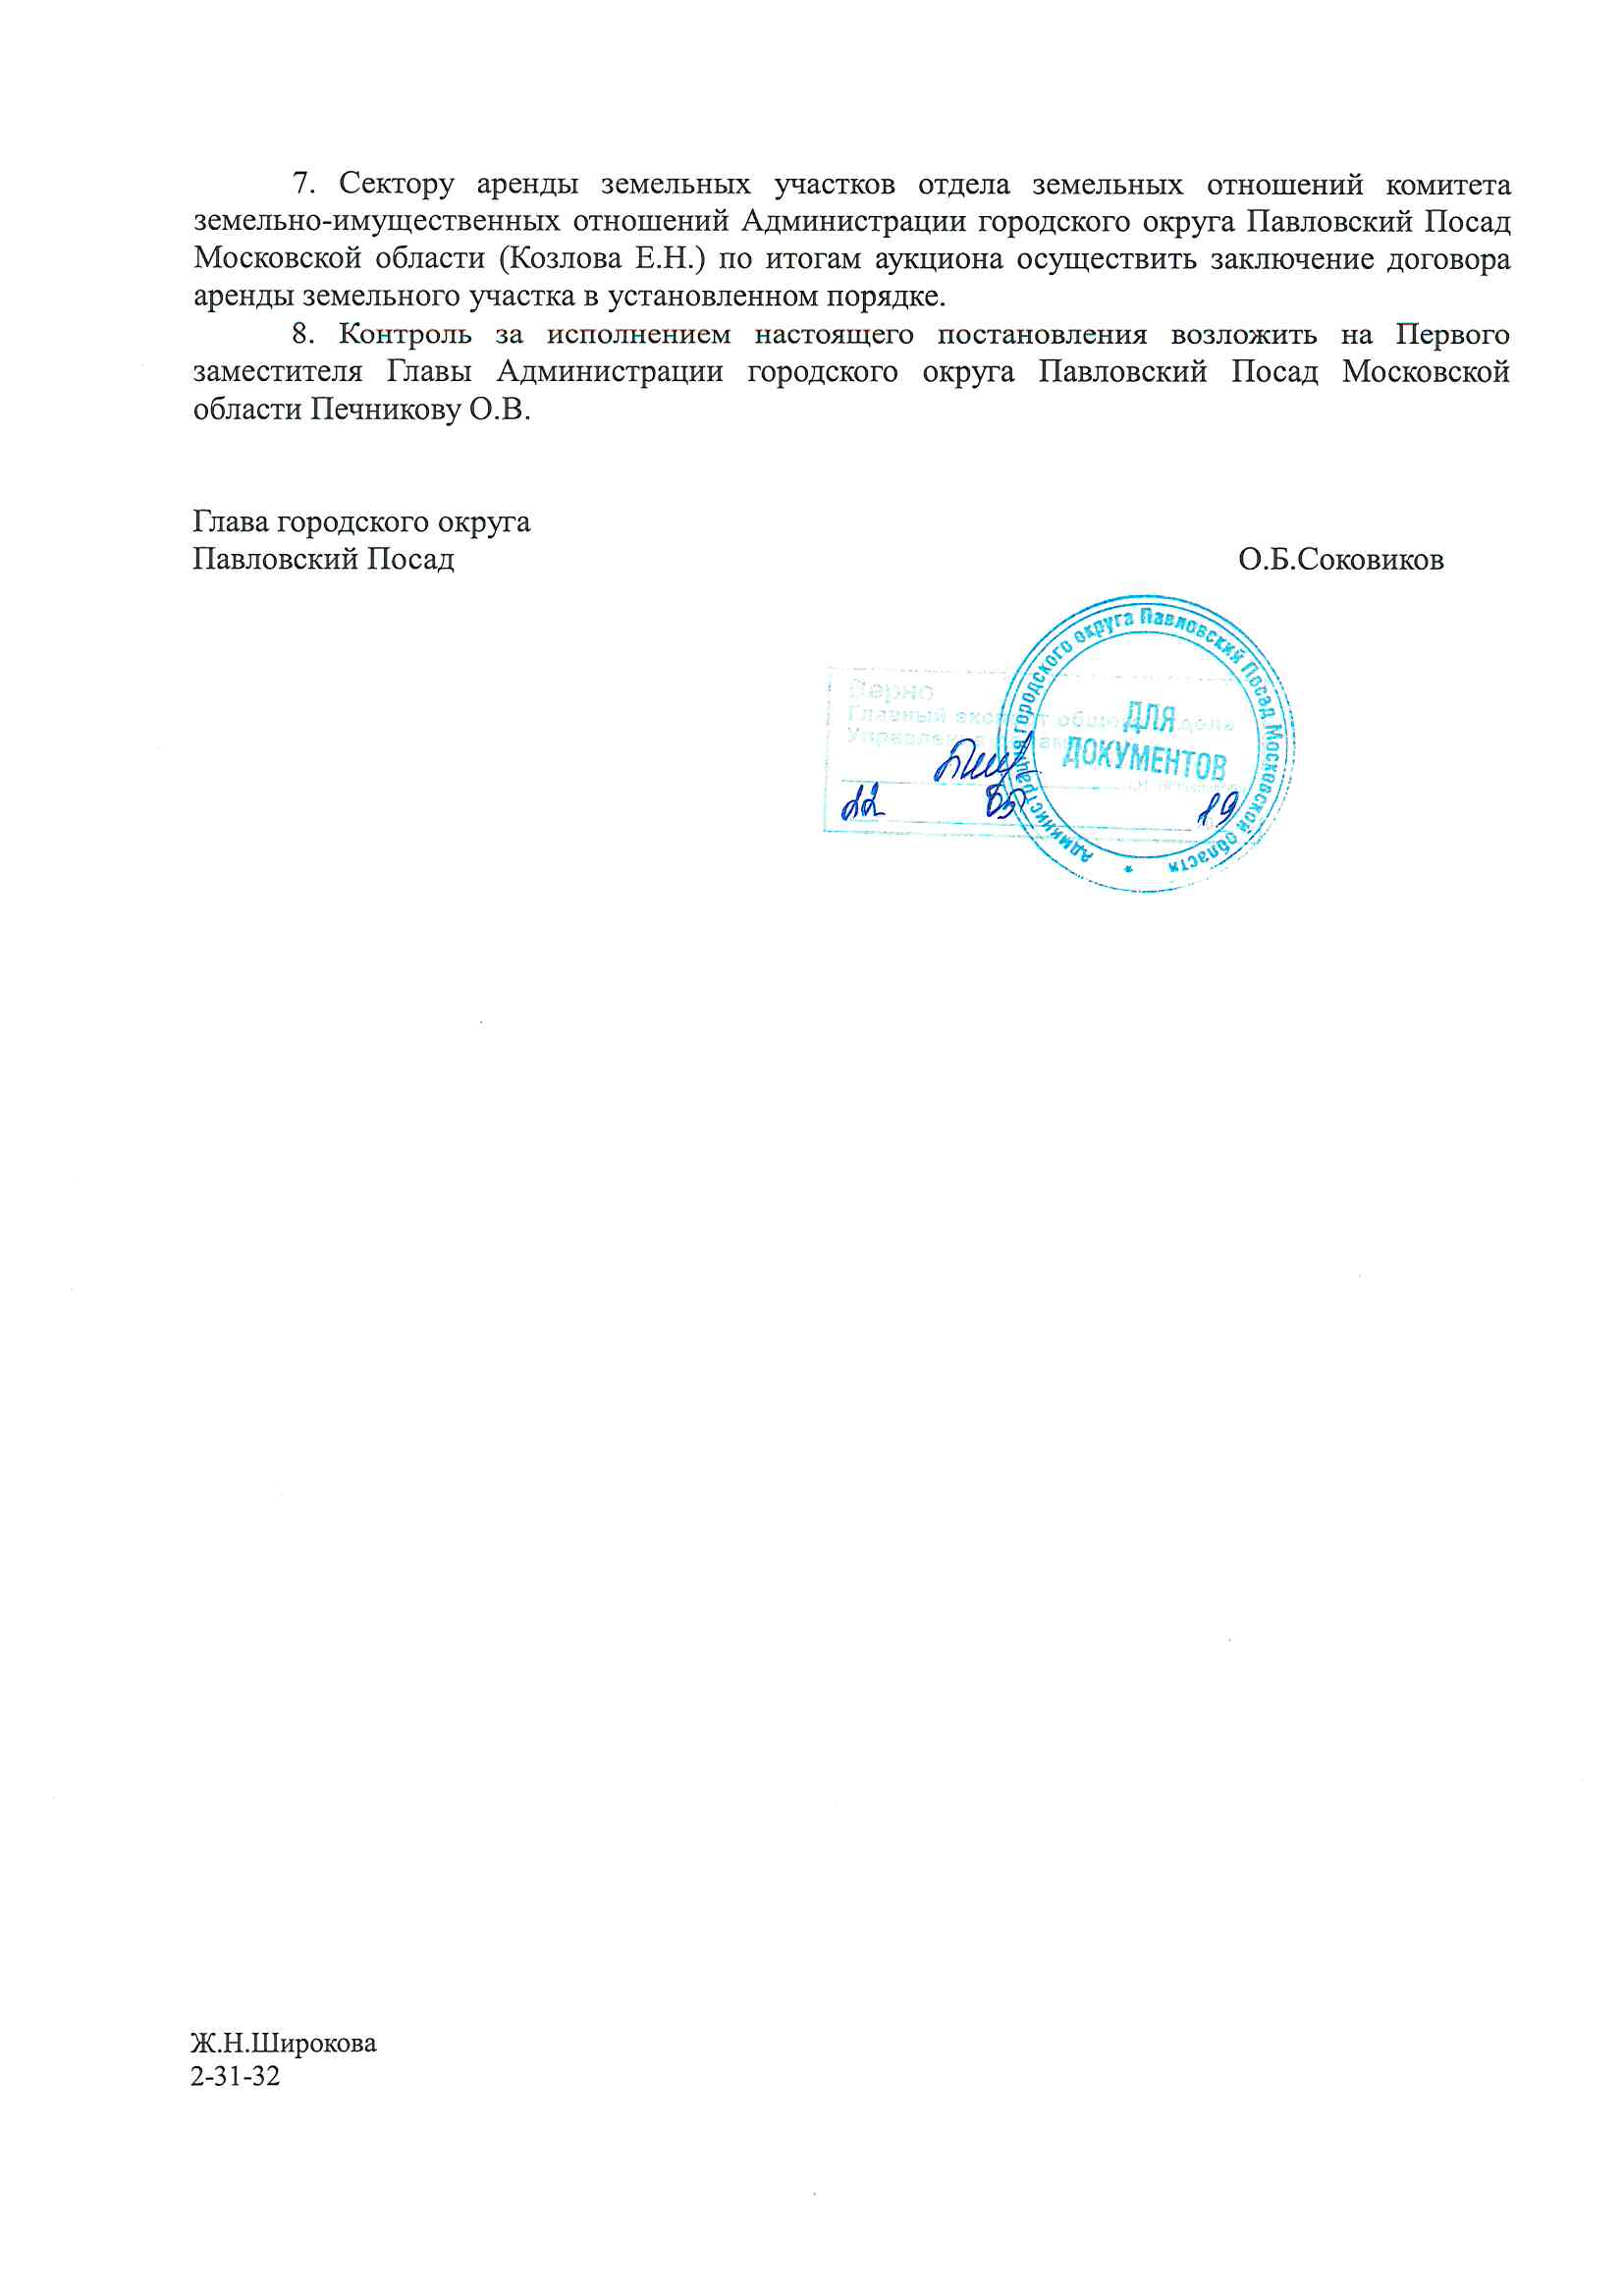 7. Сектору аренды земельных участков отдела земельных отношений комитета
земельно-имущественных отношений Администрации городского округа Павловский Посад
Московской области (Козлова Е.Н.) по итогам аукциона осуществить заключение договора
аренды земельного участка в установленном порядке.
8. Контроль за исполнением настоящего постановления возложить на Первого
заместителя Главы Администрации городского округа Павловский Посад Московской
области Печникову О.В.
Глава городского округа
Павловский Посад О.Б.Соковиков
Администрация городского округа Павловский Посад Московской области *
ДЛЯ
ДОКУМЕНТОВ
Верно
Главный
22 19
Ж.Н.Широкова
2-31-32